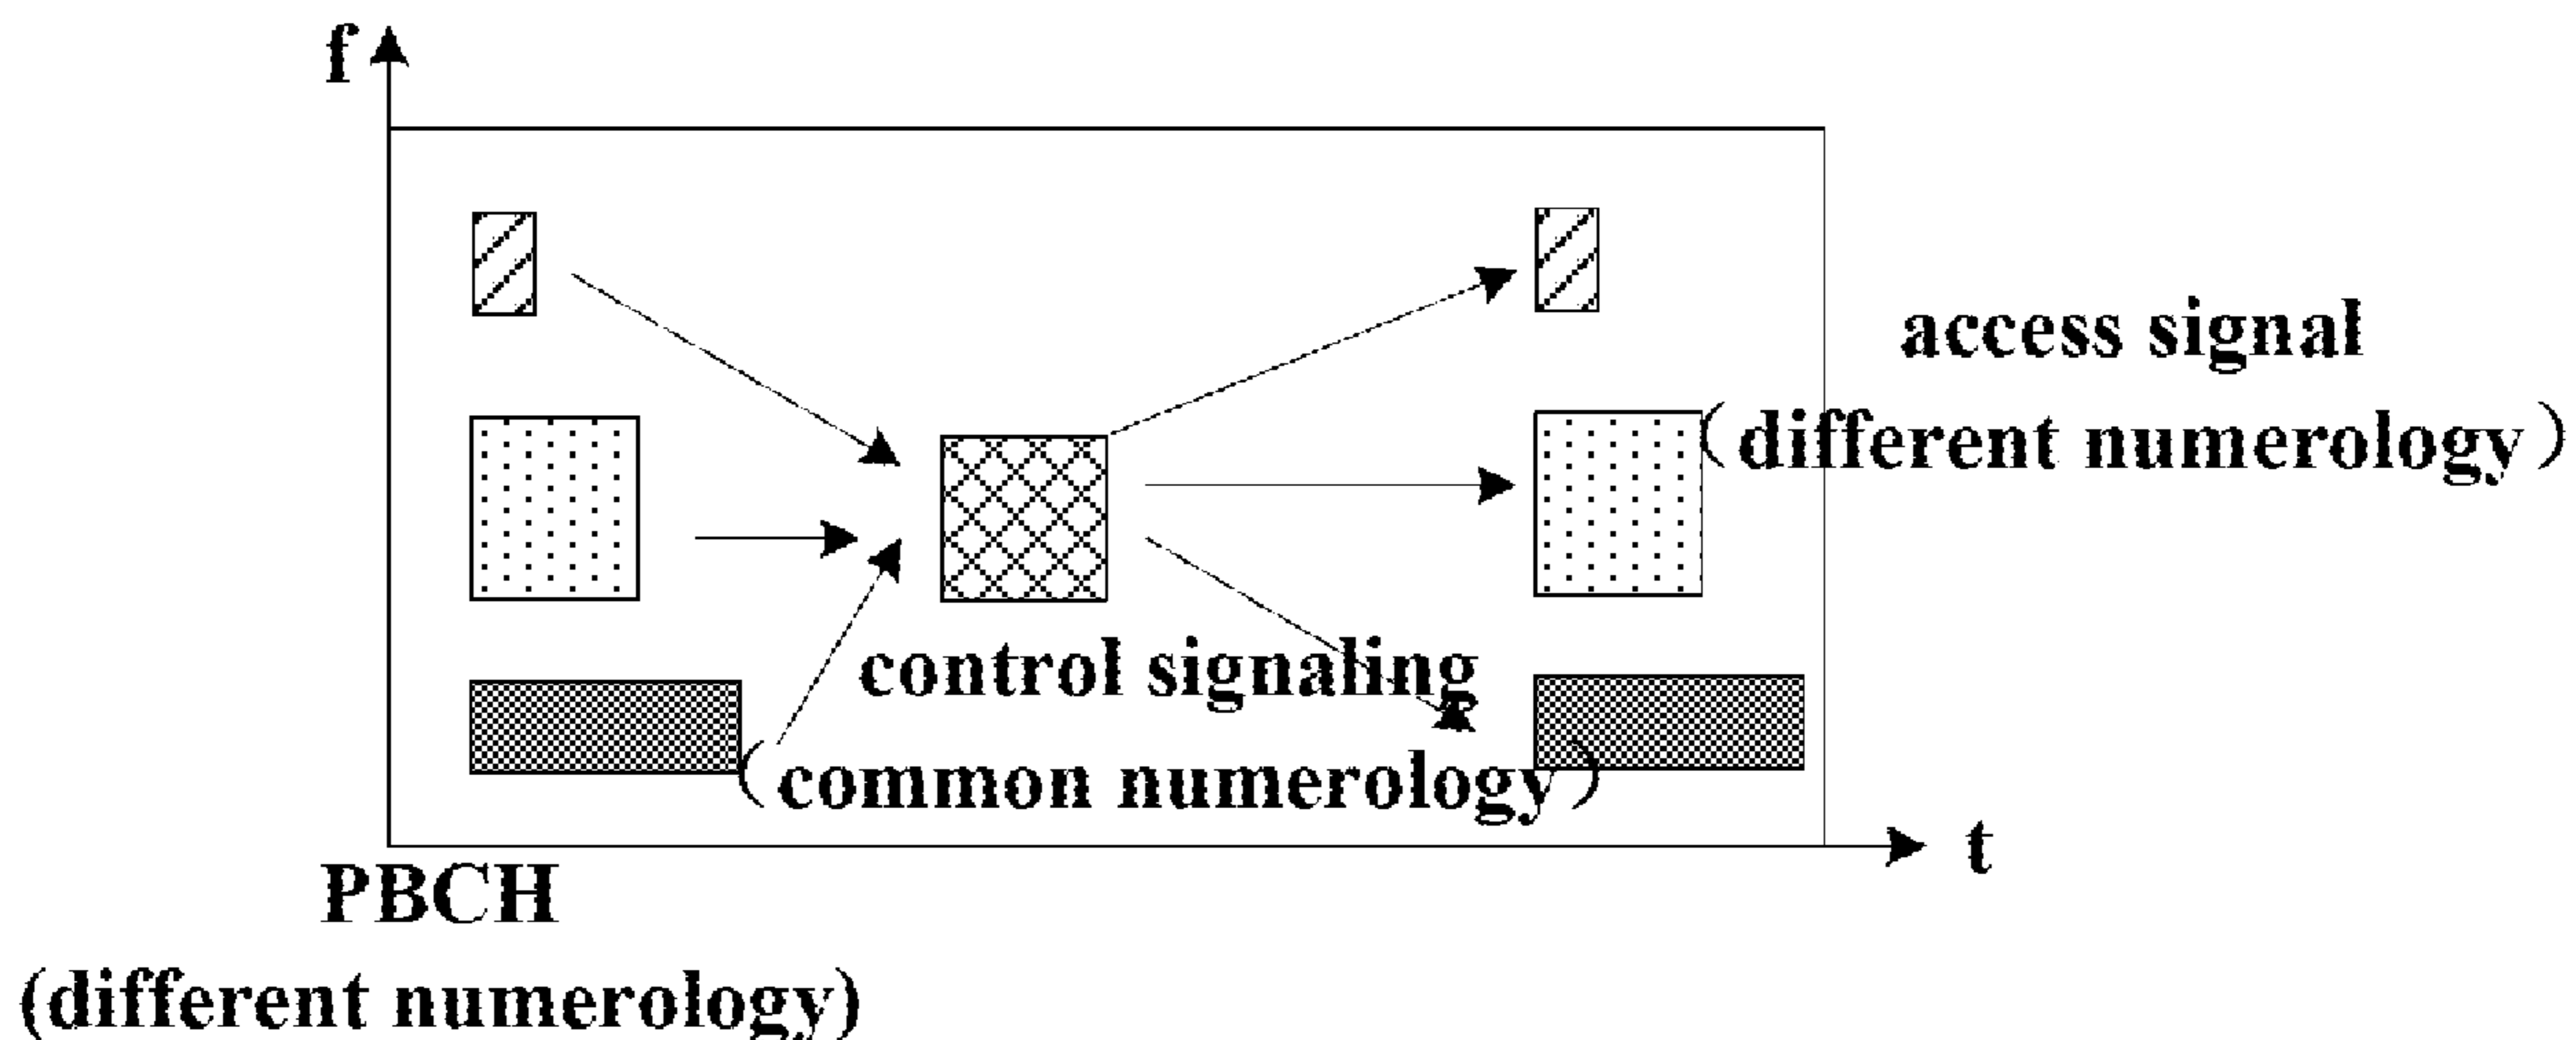 f
access signal
（different numerology）
control signaling
（common numerology）
t
PBCH
(different numerology)